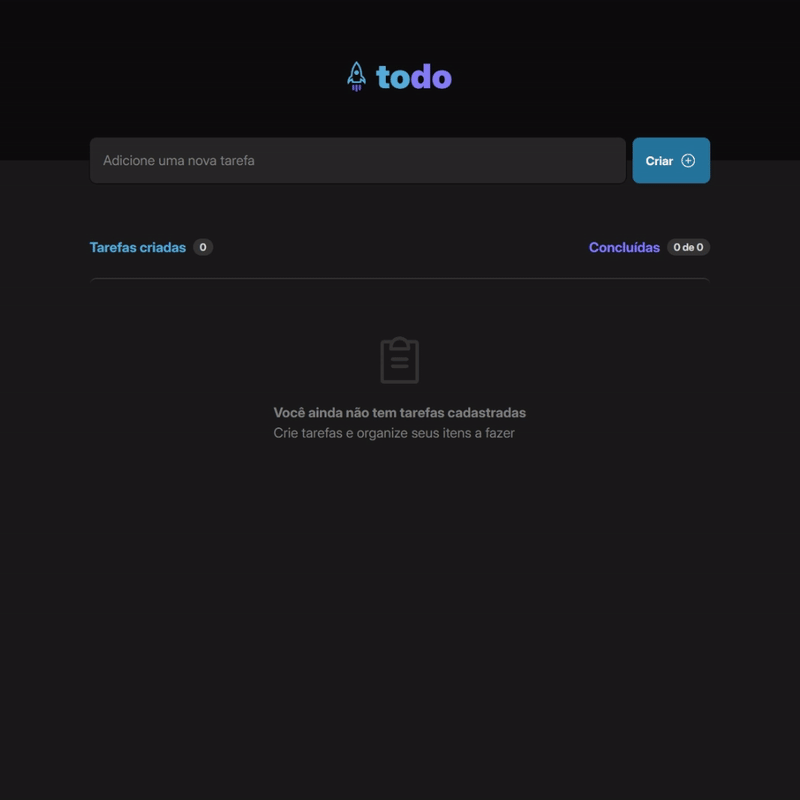 todo
Adicione uma nova tarefa
Criar
Tarefas criadas 0
Concluídas 0 de 0
Você ainda não tem tarefas cadastradas
Crie tarefas e organize seus itens a fazer